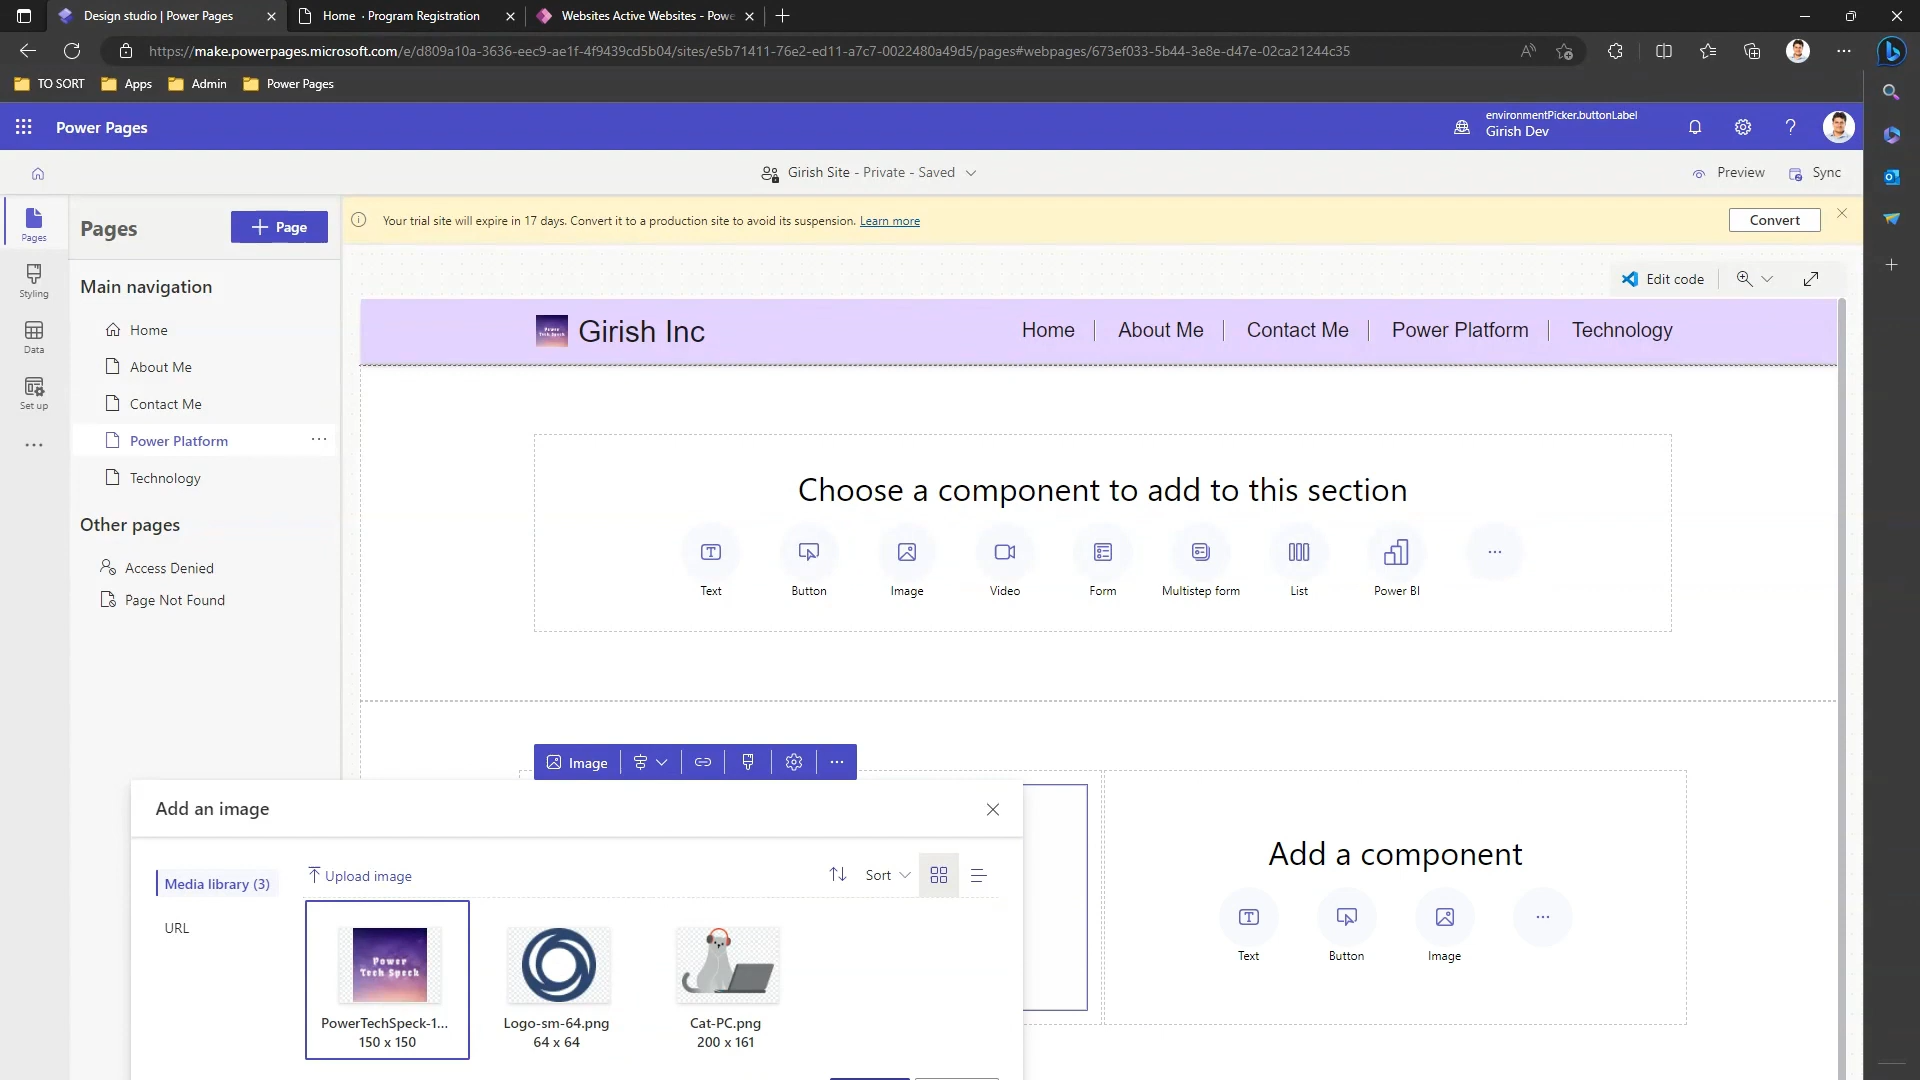 Design studio | Power Pages
Home · Program Registration
Websites Active Websites - Powe
https://make.powerpages.microsoft.com/e/d809a10a-3636-eec9-ae1f-4f9439cd5b04/sites/e5b71411-76e2-ed11-a7c7-0022480a49d5/pages#webpages/673ef033-5b44-3e8e-d47e-02ca21244c35
TO SORT
Apps
Admin
Power Pages
Power Pages
environmentPicker.buttonLabel
Girish Dev
Girish Site - Private - Saved
Preview
Sync
Pages
Styling
Data
Set up
Pages
Page
Main navigation
Home
About Me
Contact Me
Power Platform
Technology
Other pages
Access Denied
Page Not Found
Your trial site will expire in 17 days. Convert it to a production site to avoid its suspension. Learn more
Convert
Edit code
Power
Tech Speck
Girish Inc
Home
About Me
Contact Me
Power Platform
Technology
Choose a component to add to this section
Text
Button
Image
Video
Form
Multistep form
List
Power BI
Image
Add an image
Media library (3)
URL
Upload image
Sort
Power
Tech Speck
PowerTechSpeck-1...
150 x 150
Logo-sm-64.png
64 x 64
Cat-PC.png
200 x 161
Add a component
Text
Button
Image